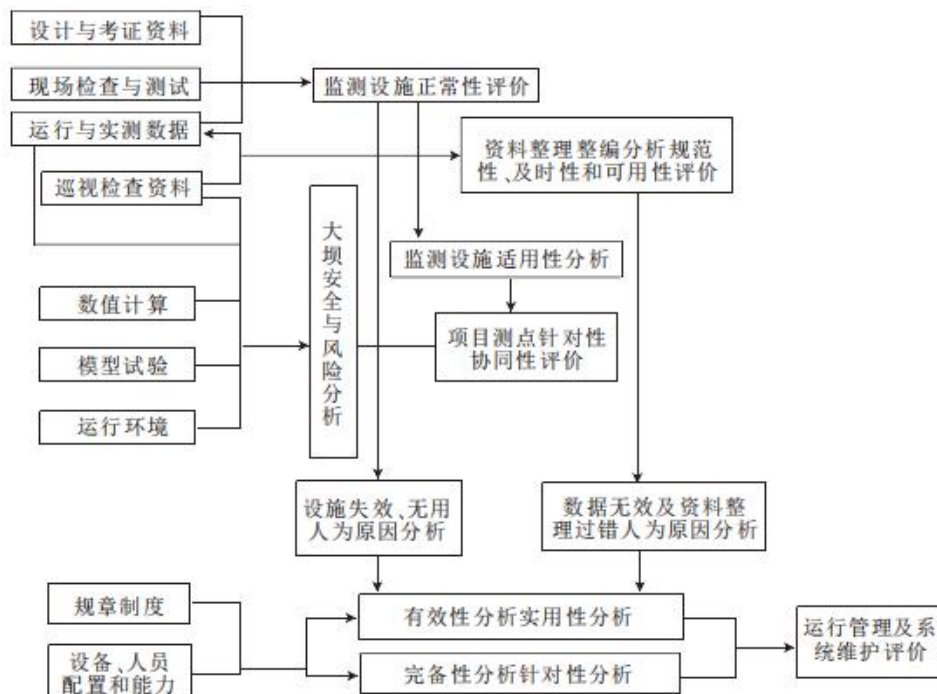 设计与考证资料
现场检查与测试
监测设施正常性评价
运行与实测数据
资料整理整编分析规范
性、及时性和可用性评价
巡视检查资料
大坝安全与风险分析
监测设施适用性分析
数值计算
项目测点针对性
协同性评价
模型试验
运行环境
设施失效、无用
人为原因分析
数据无效及资料整
理过错人为原因分析
规章制度
有效性分析实用性分析
运行管理及系
统维护评价
设备、人员
配置和能力
完备性分析针对性分析